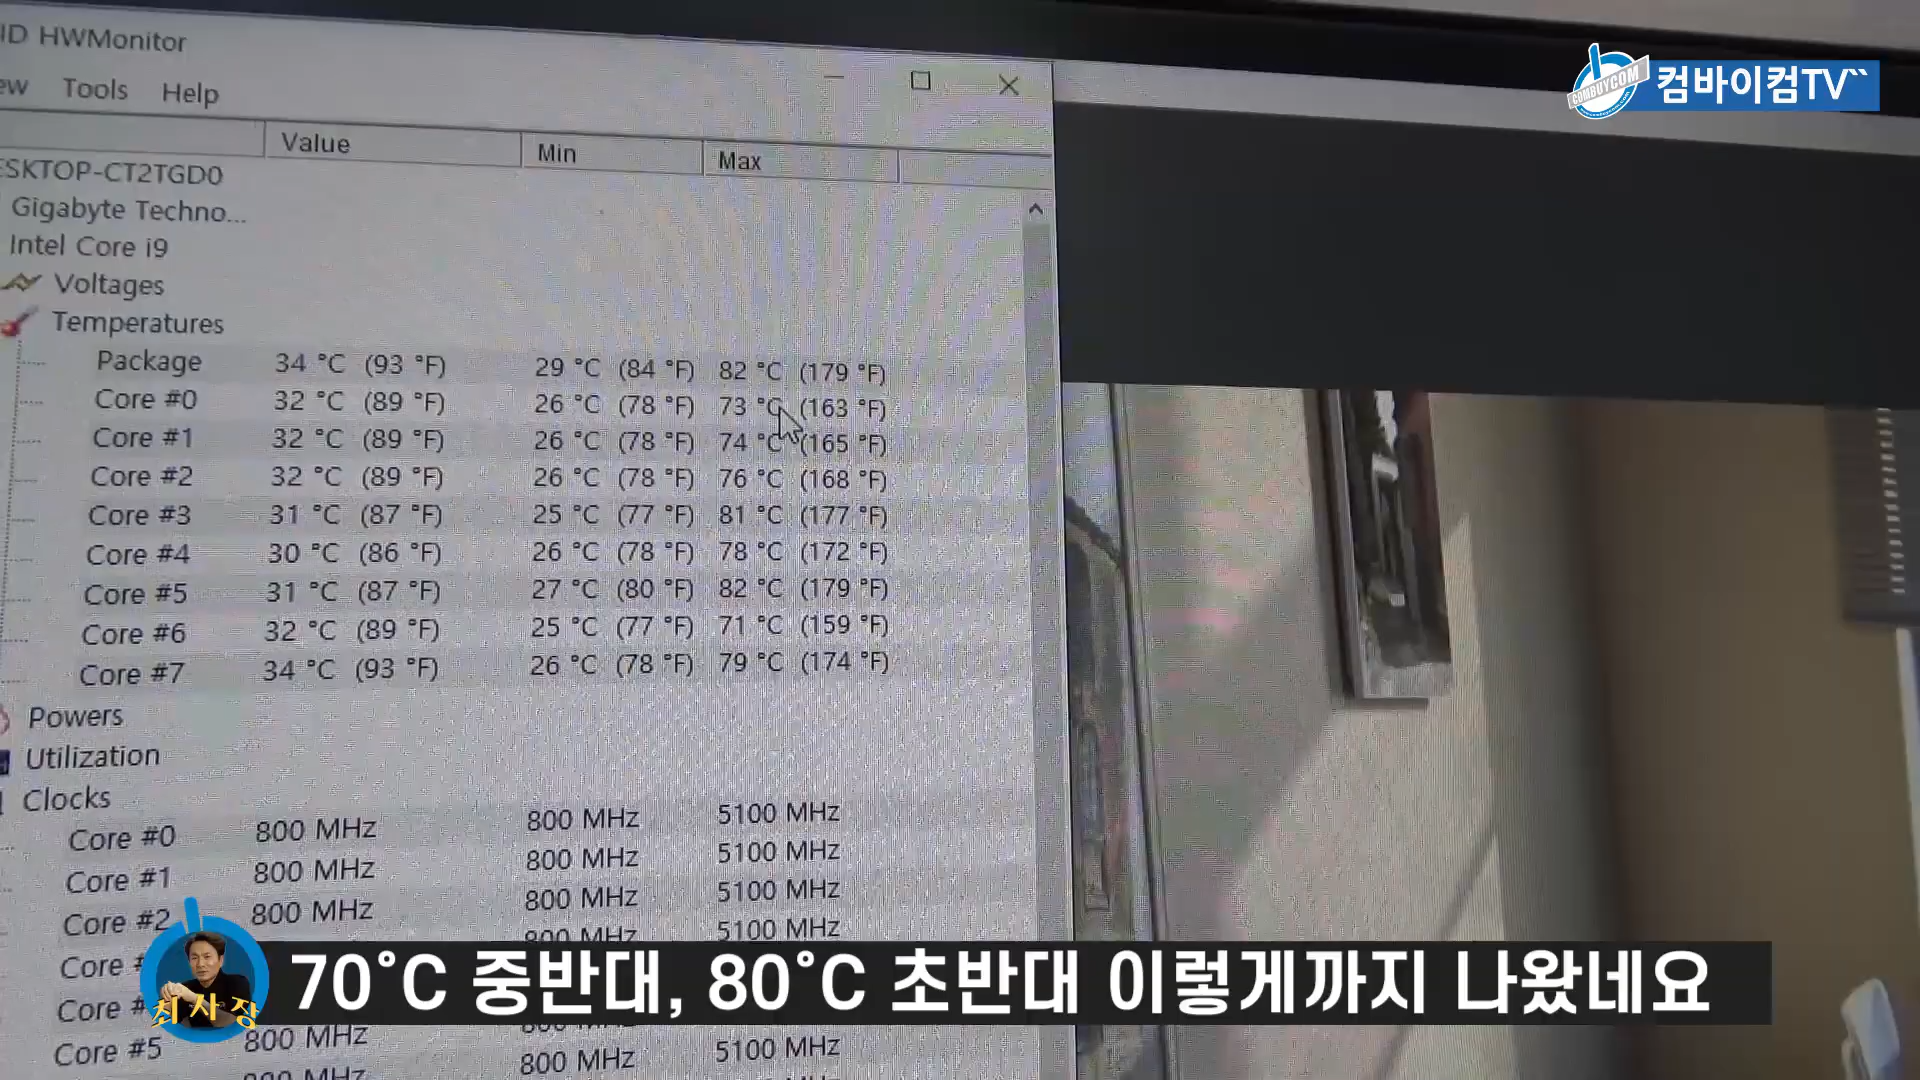 ID HWMonitor
컴바이컴TV
COMBUYCOM
ew Tools Help
Value Min Max
ESKTOP-CT2TGD0
Gigabyte Techno...
Intel Core i9
Voltages
Temperatures
Package 34 °C (93 °F) 29 °C (84 °F) 82 °C (179 °F)
Core #0 32 °C (89 °F) 26 °C (78 °F) 73 °C (163 °F)
Core #1 32 °C (89 °F) 26 °C (78 °F) 74 °C (165 °F)
Core #2 32 °C (89 °F) 26 °C (78 °F) 76 °C (168 °F)
Core #3 31 °C (87 °F) 25 °C (77 °F) 81 °C (177 °F)
Core #4 30 °C (86 °F) 26 °C (78 °F) 78 °C (172 °F)
Core #5 31 °C (87 °F) 27 °C (80 °F) 82 °C (179 °F)
Core #6 32 °C (89 °F) 25 °C (77 °F) 71 °C (159 °F)
Core #7 34 °C (93 °F) 26 °C (78 °F) 79 °C (174 °F)
Powers
Utilization
Clocks
Core #0 800 MHz 800 MHz 5100 MHz
Core #1 800 MHz 800 MHz 5100 MHz
Core #2 800 MHz 800 MHz 5100 MHz
Core # 800 MHz 5100 MHz
Core #
Core #5 800 MHz 800 MHz 5100 MHz
최사장
70°C 중반대, 80°C 초반대 이렇게까지 나왔네요